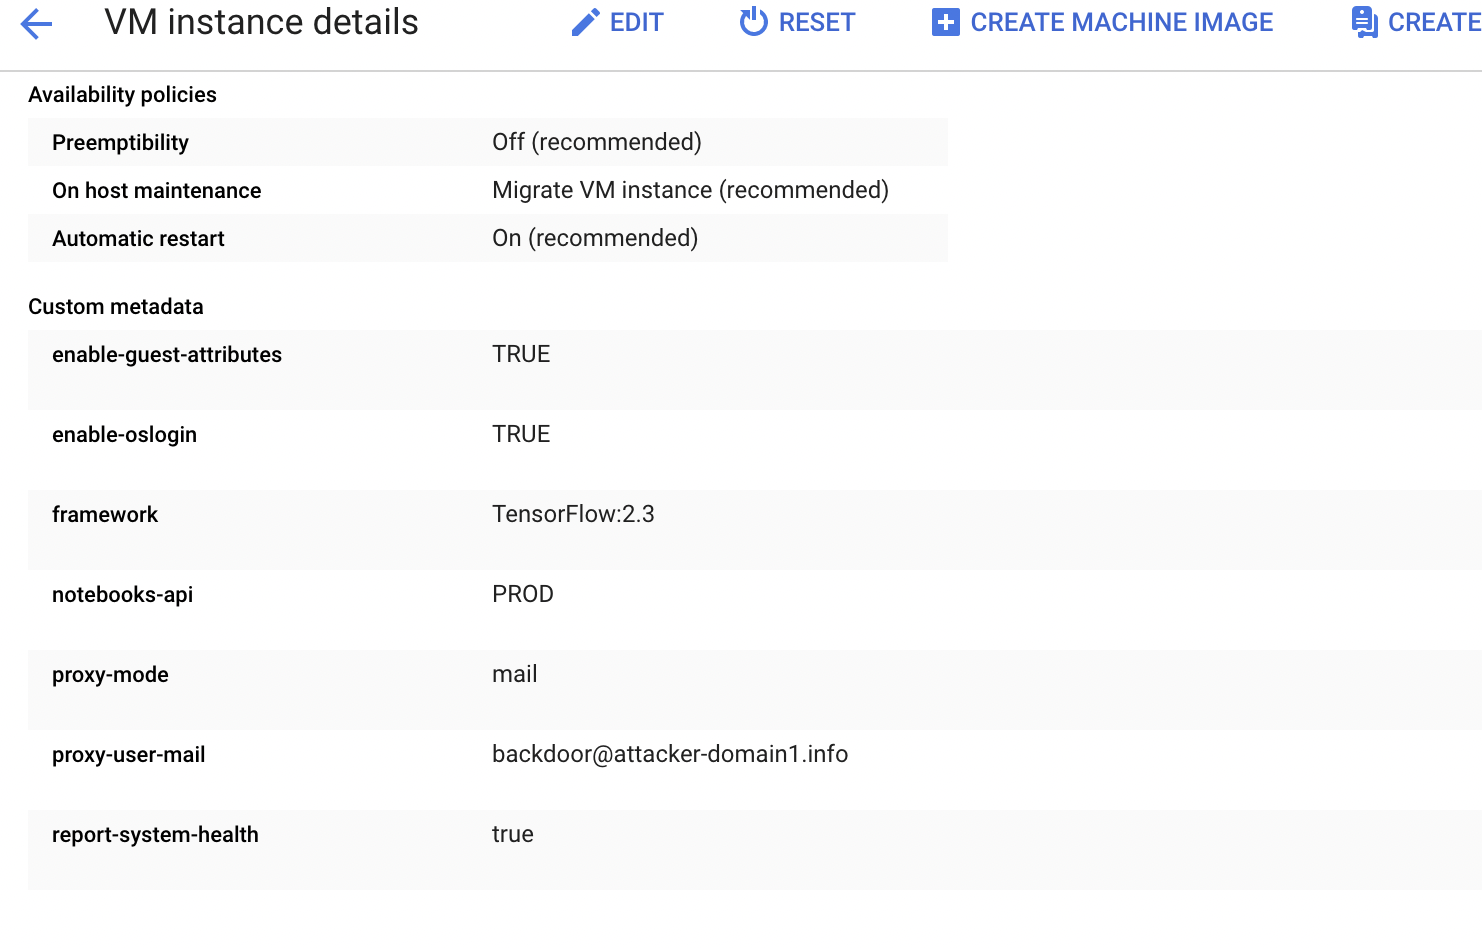 VM instance details EDIT RESET CREATE MACHINE IMAGE CREATE
Availability policies
Preemptibility Off (recommended)
On host maintenance Migrate VM instance (recommended)
Automatic restart On (recommended)
Custom metadata
enable-guest-attributes TRUE
enable-oslogin TRUE
framework TensorFlow:2.3
notebooks-api PROD
proxy-mode mail
proxy-user-mail backdoor@attacker-domain1.info
report-system-health true